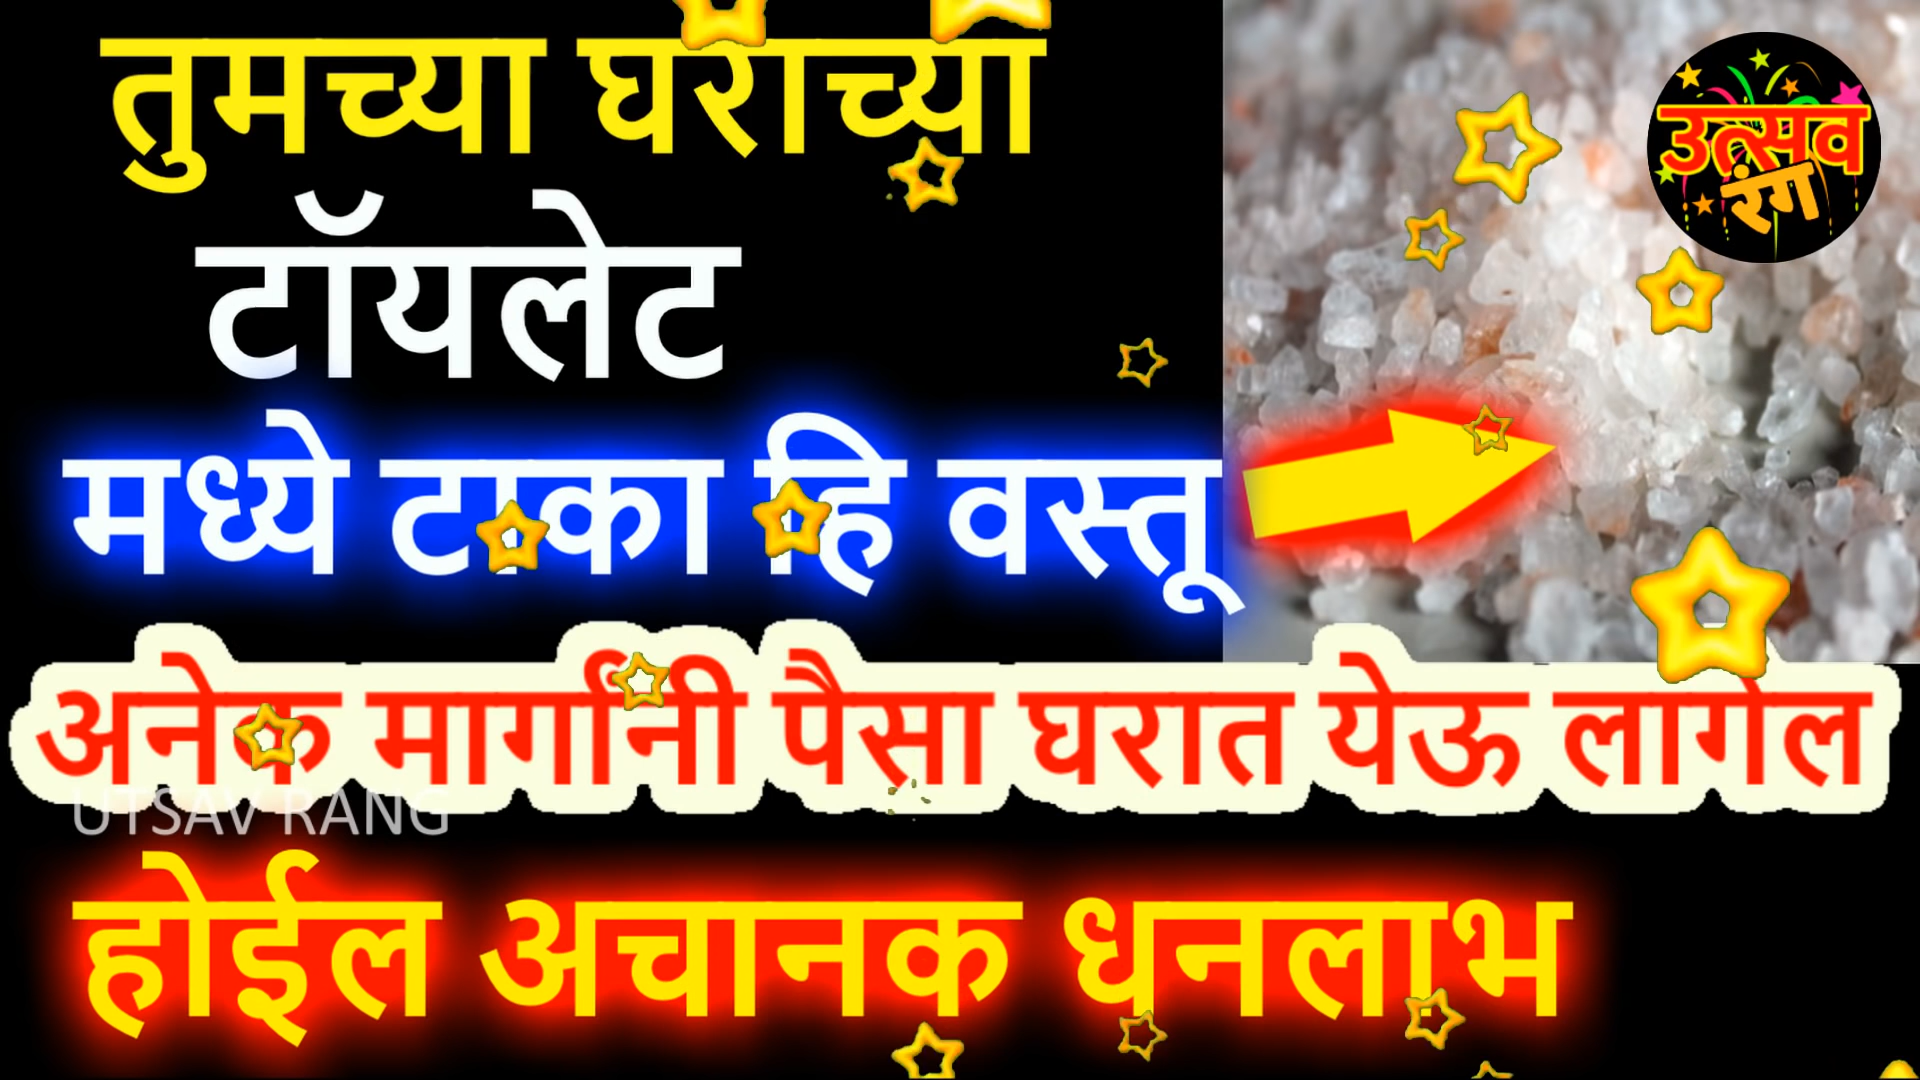 तुमच्या घराच्या
टॉयलेट
मध्ये टाका हि वस्तू
अनेक मार्गांनी पैसा घरात येऊ लागेल
होईल अचानक धनलाभ
उत्सव
रंग
UTSAV RANG